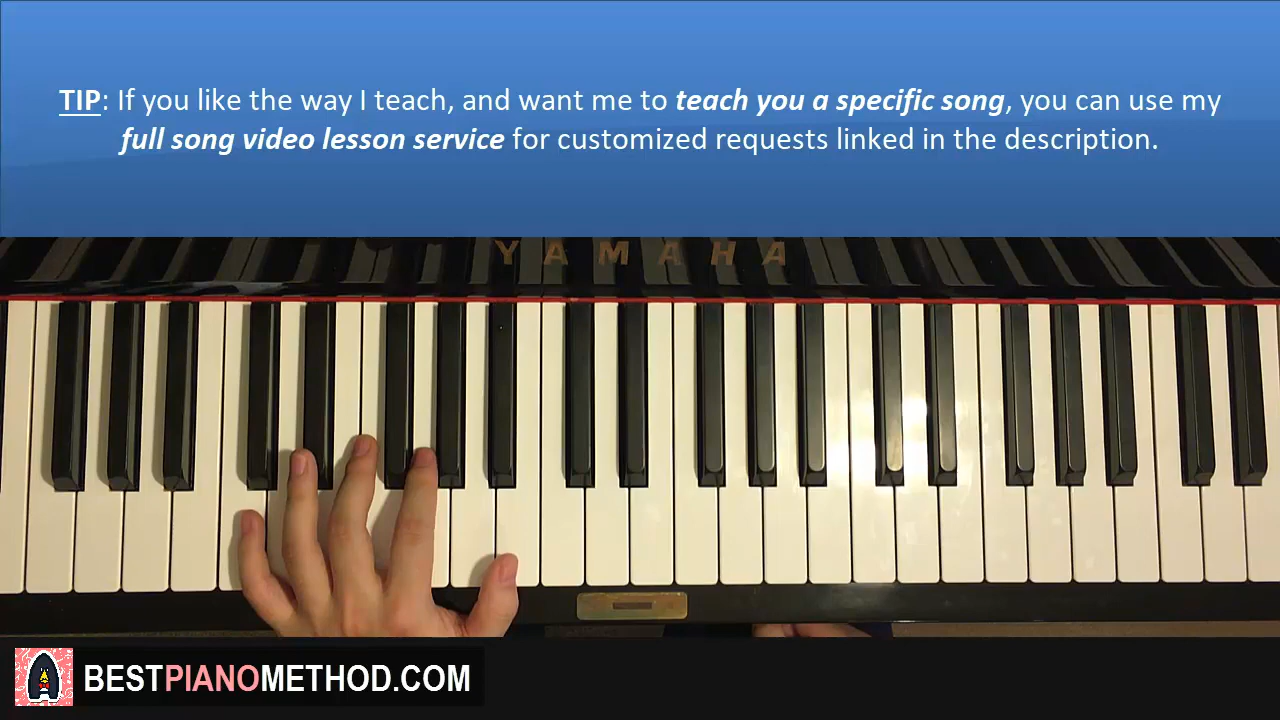 TIP: If you like the way I teach, and want me to teach you a specific song, you can use my
full song video lesson service for customized requests linked in the description.
YAMAHA
BESTPIANOMETHOD.COM